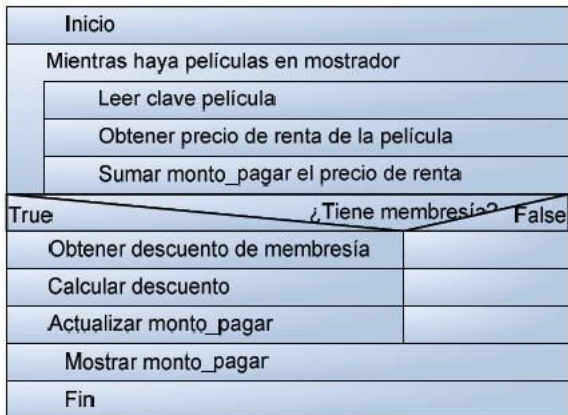 Inicio
Mientras haya películas en mostrador
Leer clave película
Obtener precio de renta de la película
Sumar monto_pagar el precio de renta
True ¿Tiene membresía? False
Obtener descuento de membresía
Calcular descuento
Actualizar monto_pagar
Mostrar monto_pagar
Fin